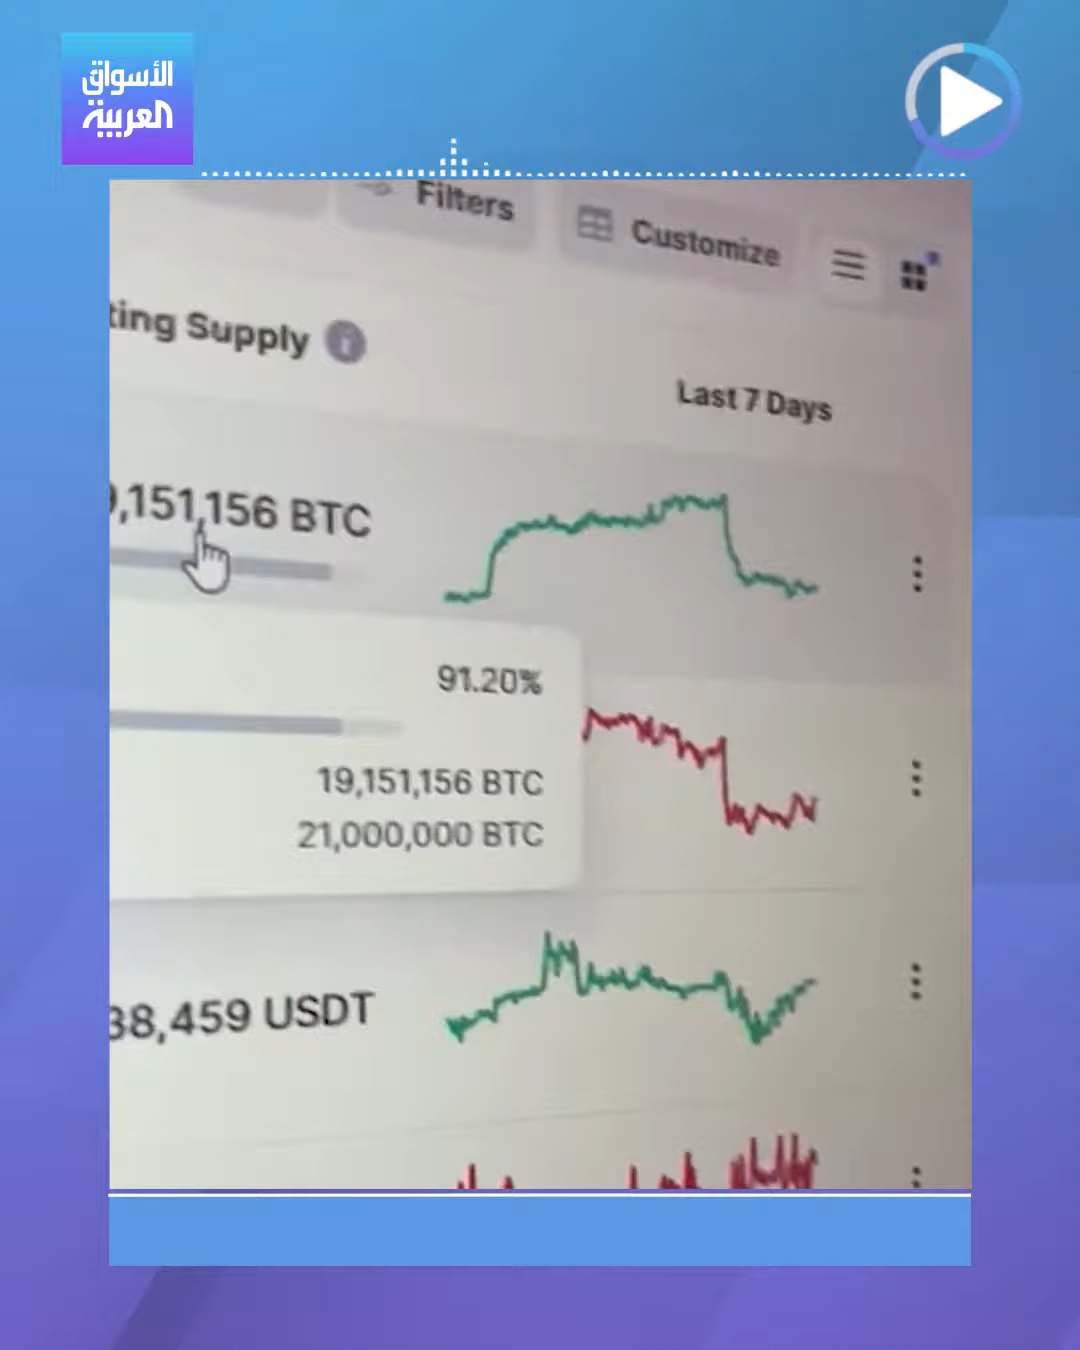 الأسواق
العربية
Filters
Customize
ting Supply
Last 7 Days
,151,156 BTC
91.20%
19,151,156 BTC
21,000,000 BTC
38,459 USDT